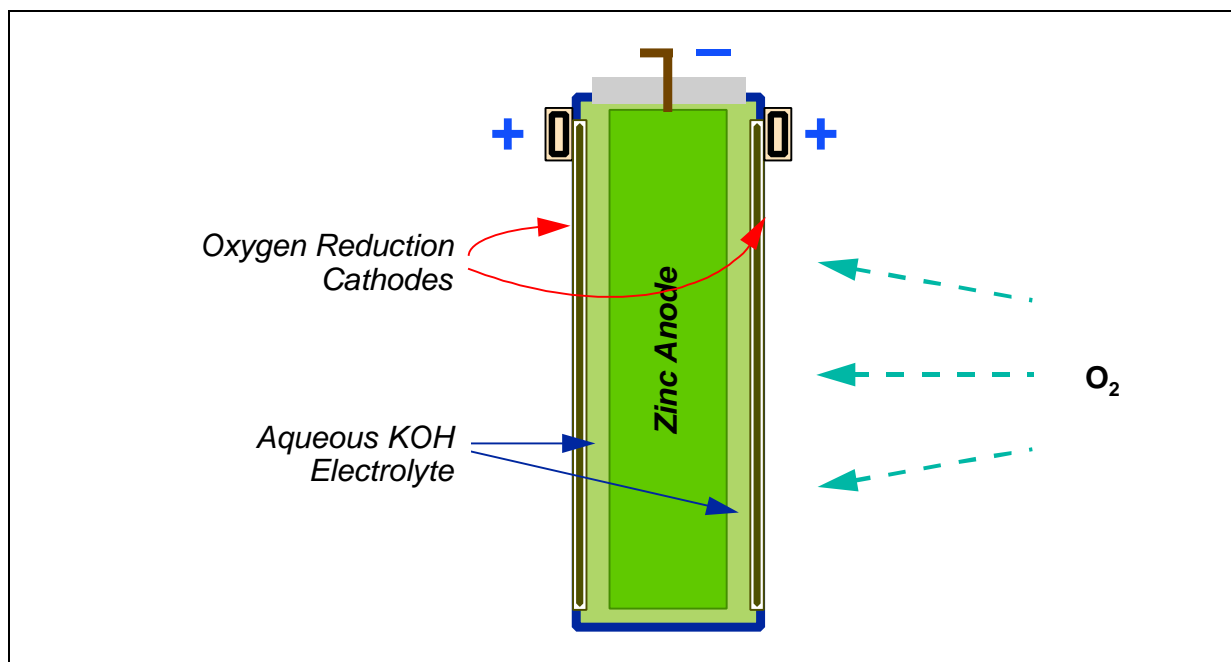 −
+
+
Oxygen Reduction
Cathodes
Zinc Anode
O₂
Aqueous KOH
Electrolyte